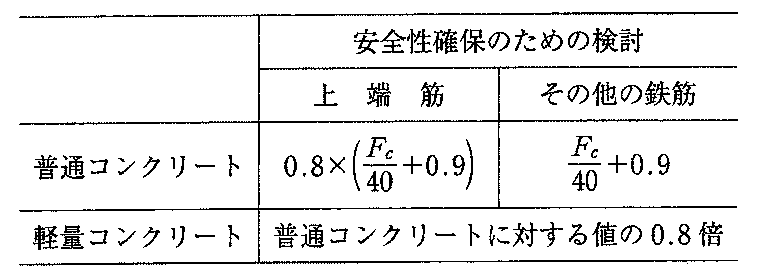 安全性確保のための検討
上端筋 その他の鉄筋
普通コンクリート 0.8×(Fc/40+0.9) Fc/40+0.9
軽量コンクリート 普通コンクリートに対する値の0.8倍